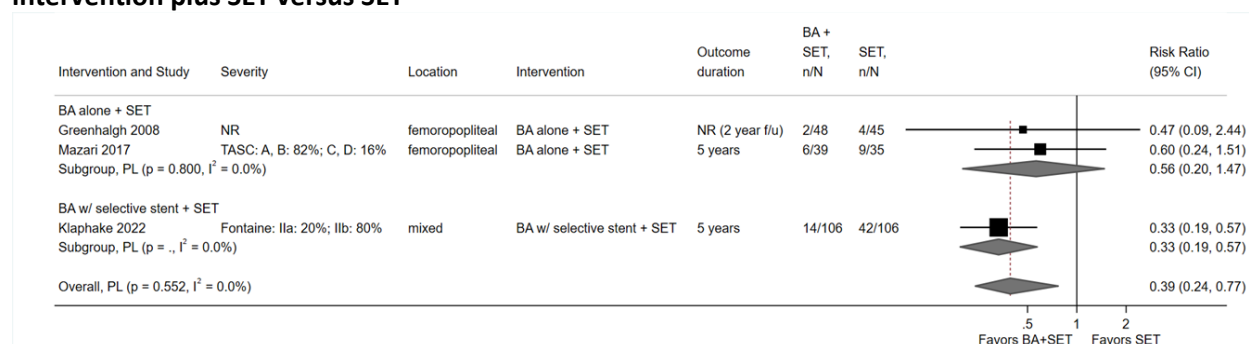 Intervention plus SET versus SET
BA +
Outcome SET, SET, Risk Ratio
Intervention and Study Severity Location Intervention duration n/N n/N (95% CI)
BA alone + SET
Greenhalgh 2008 NR femoropopliteal BA alone + SET NR (2 year f/u) 2/48 4/45 0.47 (0.09, 2.44)
Mazari 2017 TASC: A, B: 82%; C, D: 16% femoropopliteal BA alone + SET 5 years 6/39 9/35 0.60 (0.24, 1.51)
Subgroup, PL (p = 0.800, I² = 0.0%) 0.56 (0.20, 1.47)
BA w/ selective stent + SET
Klaphake 2022 Fontaine: IIa: 20%; IIb: 80% mixed BA w/ selective stent + SET 5 years 14/106 42/106 0.33 (0.19, 0.57)
Subgroup, PL (p = ., I² = 0.0%) 0.33 (0.19, 0.57)
Overall, PL (p = 0.552, I² = 0.0%) 0.39 (0.24, 0.77)
.5 1 2
Favors BA+SET Favors SET